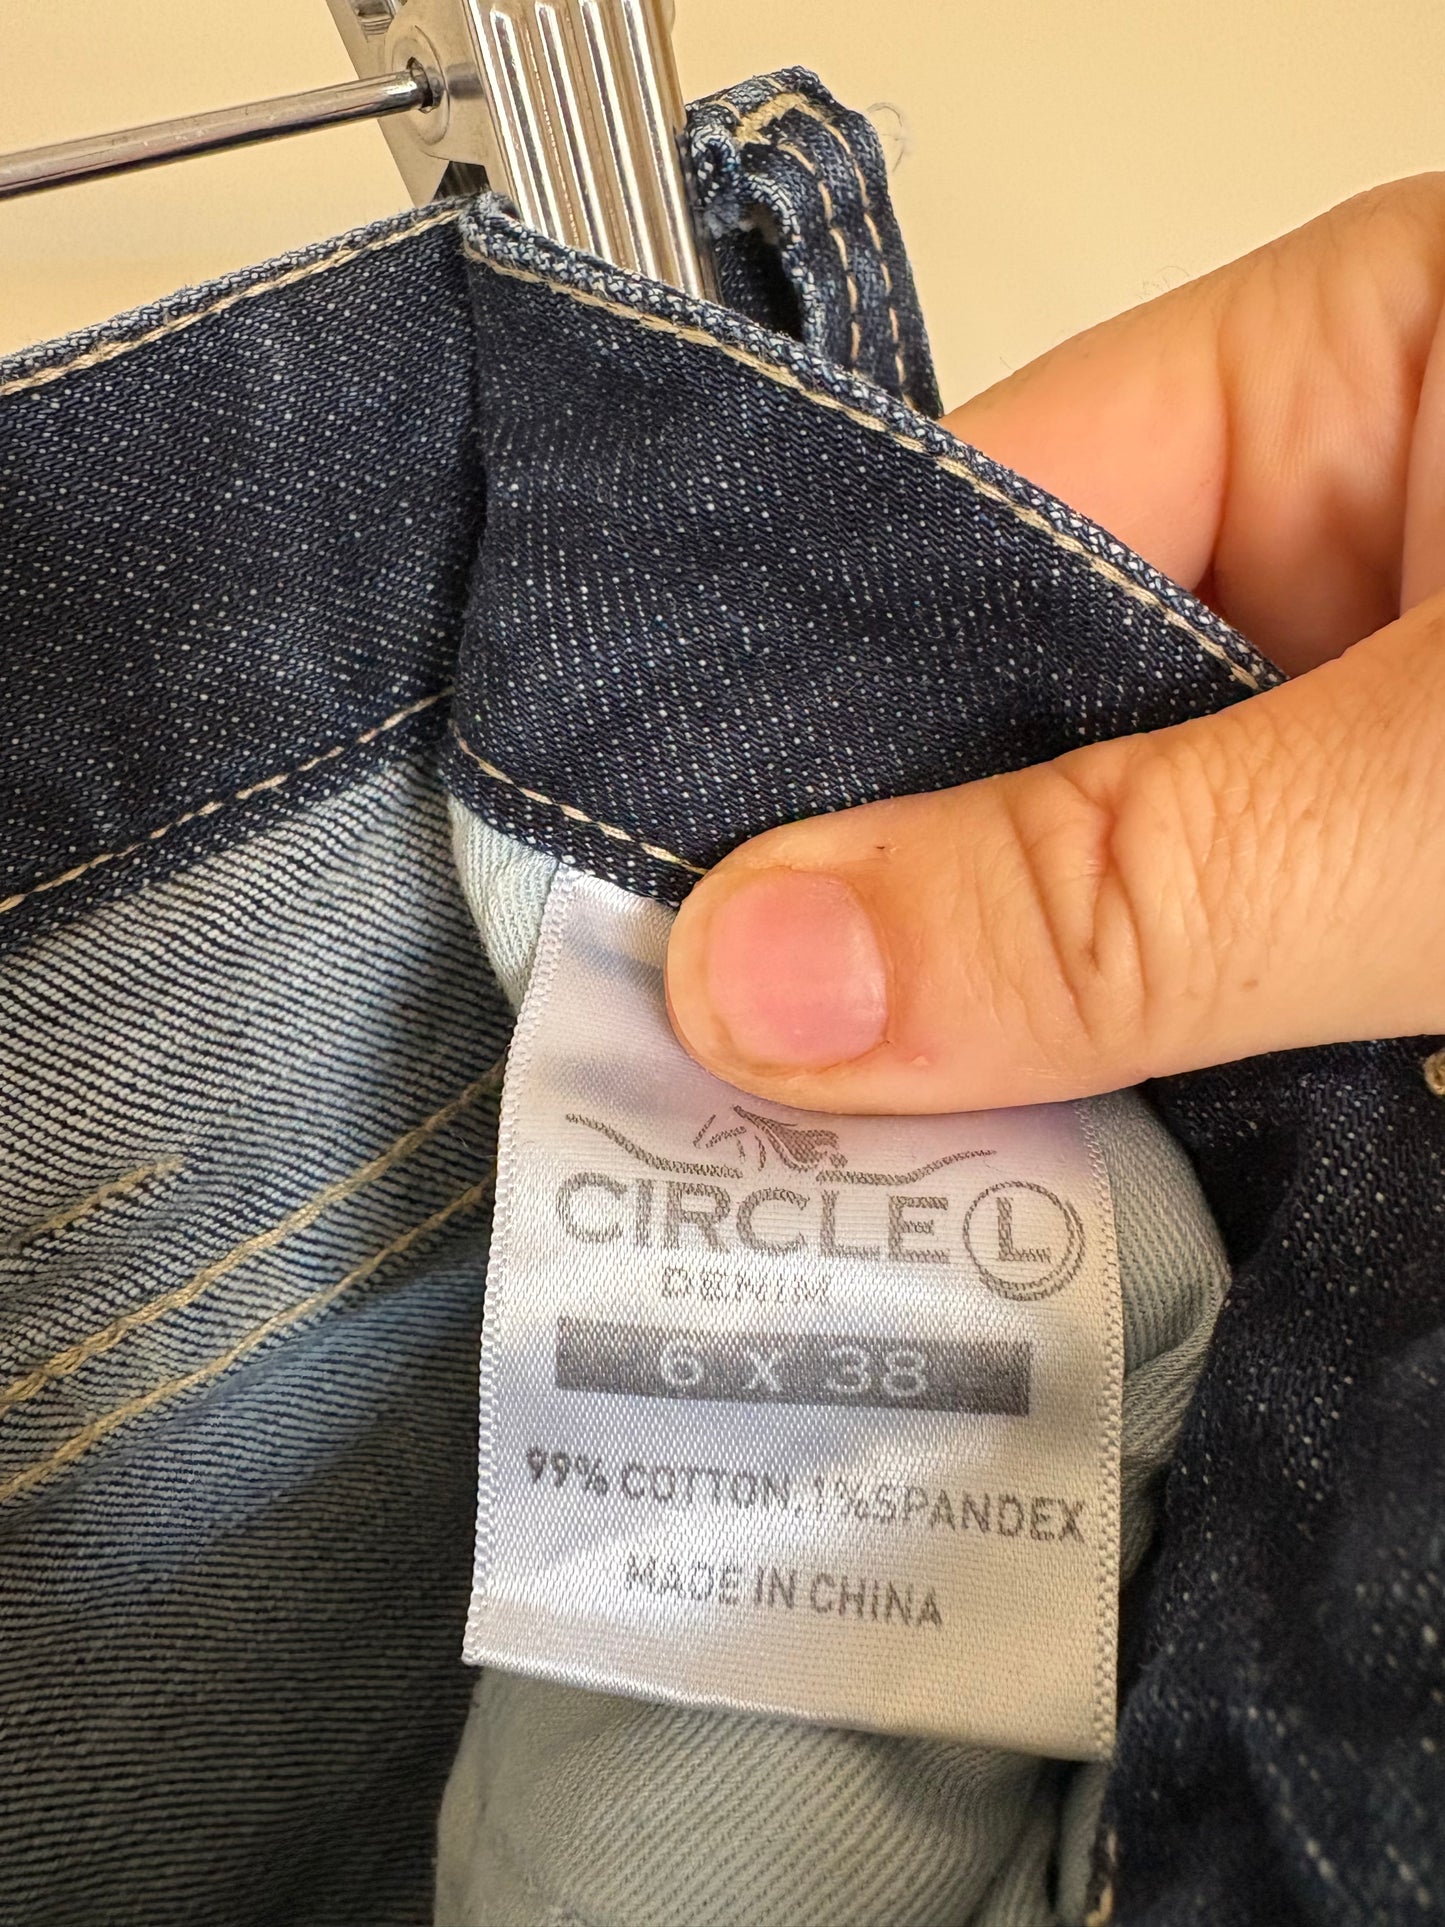 CIRCLE L
DENIM
6 X 38
99% COTTON 1%SPANDEX
MADE IN CHINA